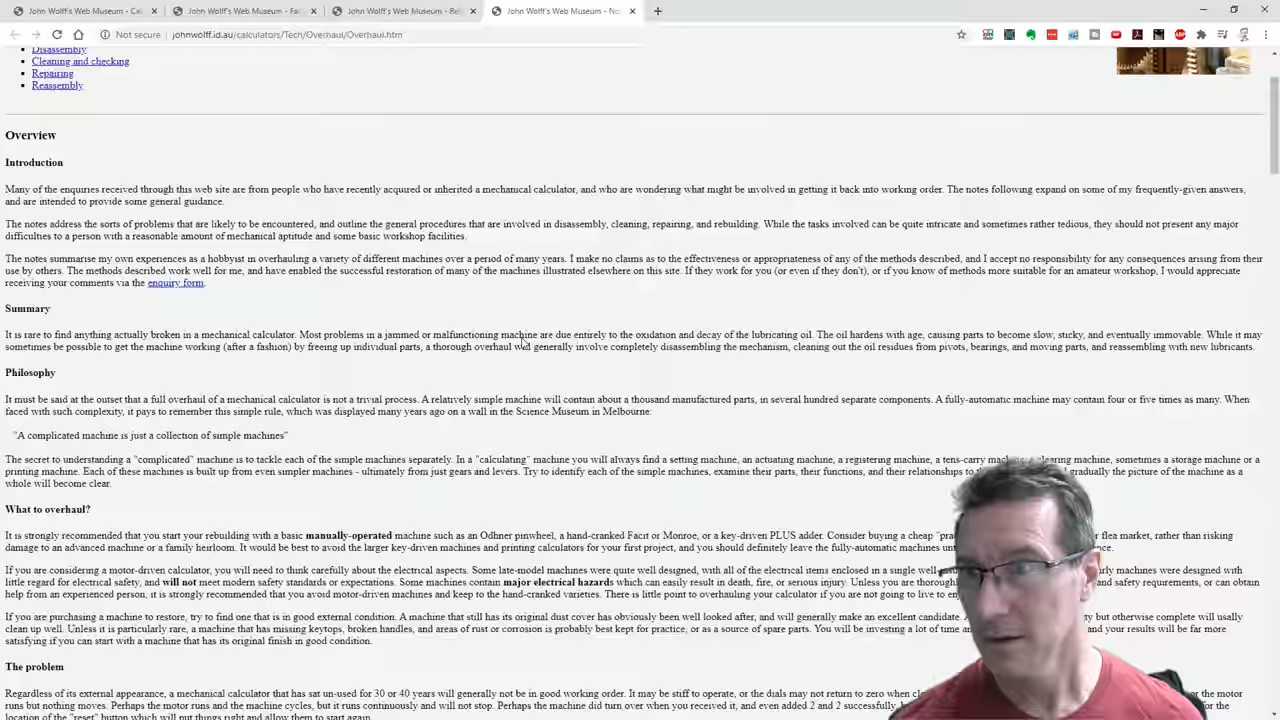 John Wolff's Web Museum - Cal
John Wolff's Web Museum - Fa
John Wolff's Web Museum - Rel
John Wolff's Web Museum - No
Not secure | johnwolff.id.au/calculators/Tech/Overhaul/Overhaul.htm
Disassembly
Cleaning and checking
Repairing
Reassembly
Overview
Introduction
Many of the enquiries received through this web site are from people who have recently acquired or inherited a mechanical calculator, and who are wondering what might be involved in getting it back into working order. The notes following expand on some of my frequently-given answers,
and are intended to provide some general guidance.
The notes address the sorts of problems that are likely to be encountered, and outline the general procedures that are involved in disassembly, cleaning, repairing, and rebuilding. While the tasks involved can be quite intricate and sometimes rather tedious, they should not present any major
difficulties to a person with a reasonable amount of mechanical aptitude and some basic workshop facilities.
The notes summarise my own experiences as a hobbyist in overhauling a variety of different machines over a period of many years. I make no claims as to the effectiveness or appropriateness of any of the methods described, and I accept no responsibility for any consequences arising from their
use by others. The methods described work well for me, and have enabled the successful restoration of many of the machines illustrated elsewhere on this site. If they work for you (or even if they don't), or if you know of methods more suitable for an amateur workshop, I would appreciate
receiving your comments via the enquiry form.
Summary
It is rare to find anything actually broken in a mechanical calculator. Most problems in a jammed or malfunctioning machine are due entirely to the oxidation and decay of the lubricating oil. The oil hardens with age, causing parts to become slow, sticky, and eventually immovable. While it may
sometimes be possible to get the machine working (after a fashion) by freeing up individual parts, a thorough overhaul will generally involve completely disassembling the mechanism, cleaning out the oil residues from pivots, bearings, and moving parts, and reassembling with new lubricants.
Philosophy
It must be said at the outset that a full overhaul of a mechanical calculator is not a trivial process. A relatively simple machine will contain about a thousand manufactured parts, in several hundred separate components. A fully-automatic machine may contain four or five times as many. When
faced with such complexity, it pays to remember this simple rule, which was displayed many years ago on a wall in the Science Museum in Melbourne:
"A complicated machine is just a collection of simple machines"
The secret to understanding a "complicated" machine is to tackle each of the simple machines separately. In a "calculating" machine you will always find a setting machine, an actuating machine, a registering machine, a tens-carry machine, a clearing machine, sometimes a storage machine or a
printing machine. Each of these machines is built up from even simpler machines - ultimately from just gears and levers. Try to identify each of the simple machines, examine their parts, their functions, and their relationships to gradually the picture of the machine as a
whole will become clear.
What to overhaul?
It is strongly recommended that you start your rebuilding with a basic manually-operated machine such as an Odhner pinwheel, a hand-cranked Facit or Monroe, or a key-driven PLUS adder. Consider buying a cheap flea market, rather than risking
damage to an advanced machine or a family heirloom. It would be best to avoid the larger key-driven machines and printing calculators for your first project, and you should definitely leave the fully-automatic machines
If you are considering a motor-driven calculator, you will need to think carefully about the electrical aspects. Some late-model machines were quite well designed, with all of the electrical items enclosed in a single machines were designed with
little regard for electrical safety, and will not meet modern safety standards or expectations. Some machines contain major electrical hazards which can easily result in death, fire, or serious injury. Unless you are and safety requirements, or can obtain
help from an experienced person, it is strongly recommended that you avoid motor-driven machines and keep to the hand-cranked varieties. There is little point to overhauling your calculator if you are not going to live to
If you are purchasing a machine to restore, try to find one that is in good external condition. A machine that still has its original dust cover has obviously been well looked after, and will generally make an excellent candidate. but otherwise complete will usually
clean up well. Unless it is particularly rare, a machine that has missing keytops, broken handles, and areas of rust or corrosion is probably best kept for practice, or as a source of spare parts. You will be investing a lot of time and your results will be far more
satisfying if you can start with a machine that has its original finish in good condition.
The problem
Regardless of its external appearance, a mechanical calculator that has sat un-used for 30 or 40 years will generally not be in good working order. It may be stiff to operate, or the dials may not return to zero when or the motor
runs but nothing moves. Perhaps the motor runs and the machine cycles, but it runs continuously and will not stop. Perhaps the machine did turn over when you received it, and even added 2 and 2 successfully, for the
location of the "reset" button which will put things right and allow them to start again.